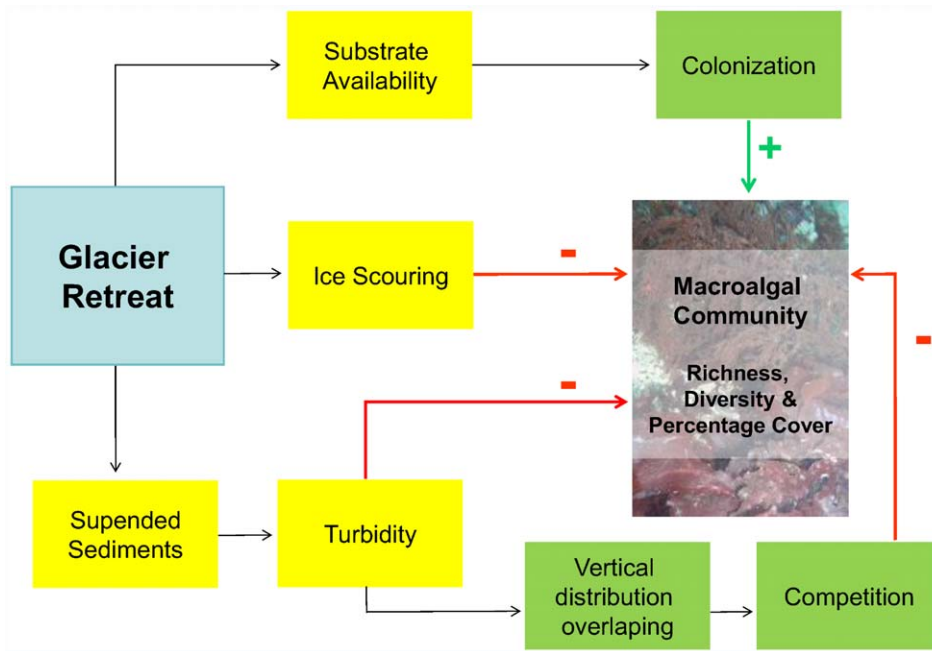 Substrate
Availability
Colonization
+
Glacier
Retreat
Ice Scouring
-
Macroalgal
Community
Richness,
Diversity &
Percentage Cover
-
-
Supended
Sediments
Turbidity
Vertical
distribution
overlaping
Competition